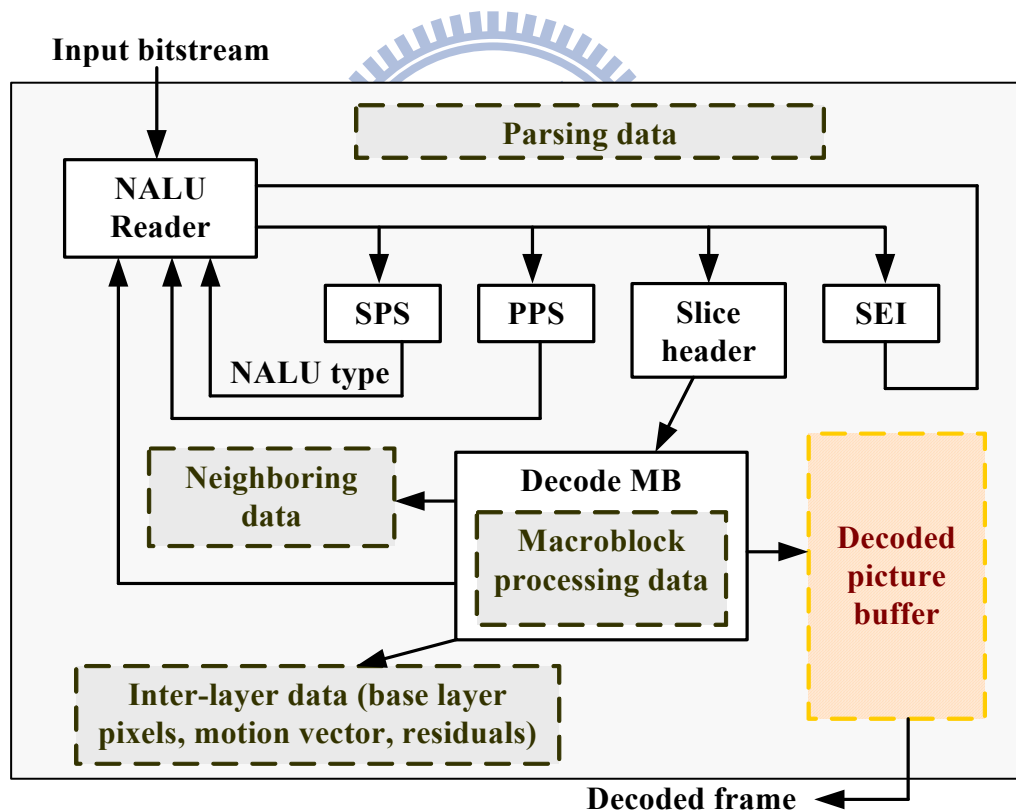 Input bitstream
Parsing data
NALU
Reader
SPS
PPS
Slice
header
SEI
NALU type
Neighboring
data
Decode MB
Macroblock
processing data
Decoded
picture
buffer
Inter-layer data (base layer
pixels, motion vector, residuals)
Decoded frame